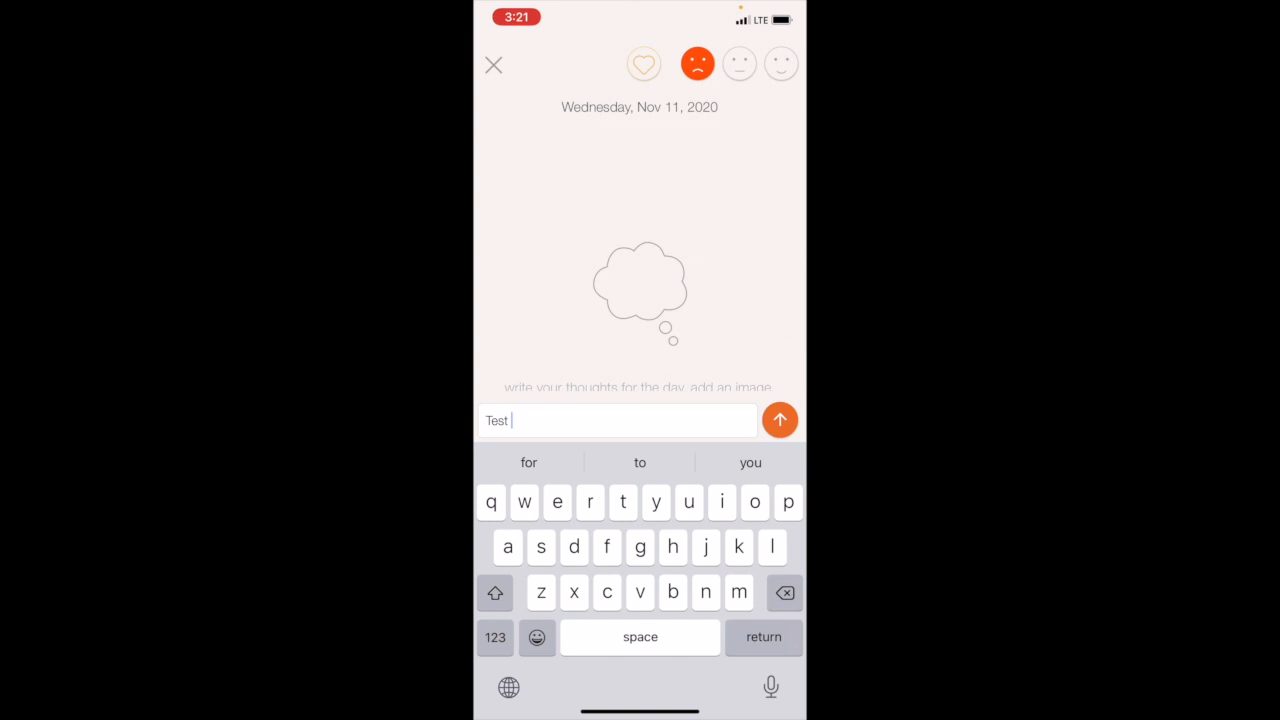 3:21
LTE
Wednesday, Nov 11, 2020
write your thoughts for the day, add an image
Test
for to you
q w e r t y u i o p
a s d f g h j k l
z x c v b n m
123 space return